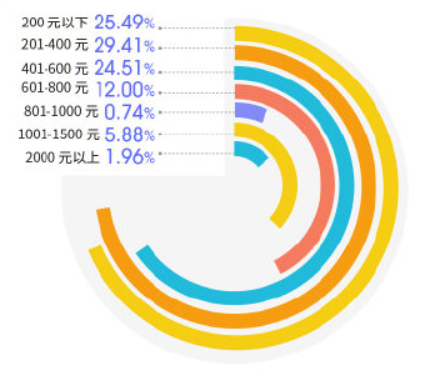 200 元以下 25.49%
201-400 元 29.41%
401-600 元 24.51%
601-800 元 12.00%
801-1000 元 0.74%
1001-1500 元 5.88%
2000 元以上 1.96%